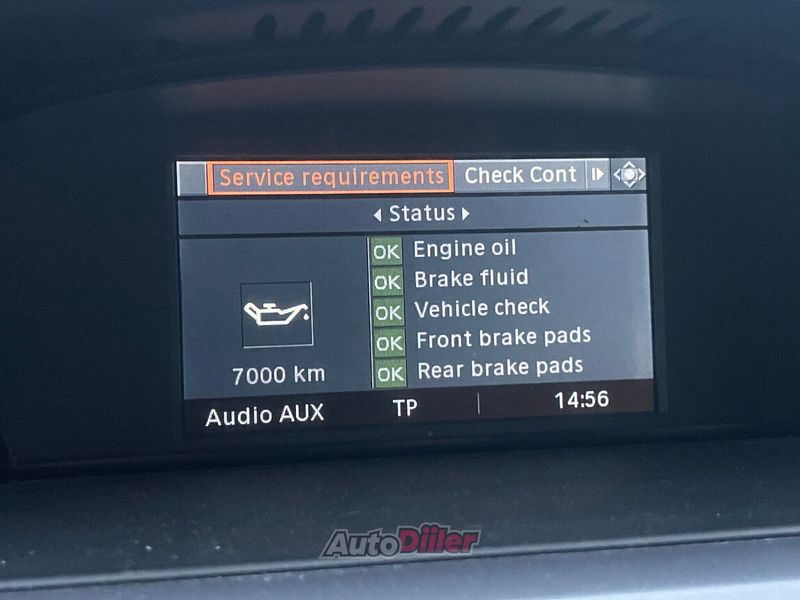 Service requirements Check Cont
Status
OK Engine oil
OK Brake fluid
OK Vehicle check
OK Front brake pads
OK Rear brake pads
7000 km
Audio AUX TP 14:56
AutoDiler